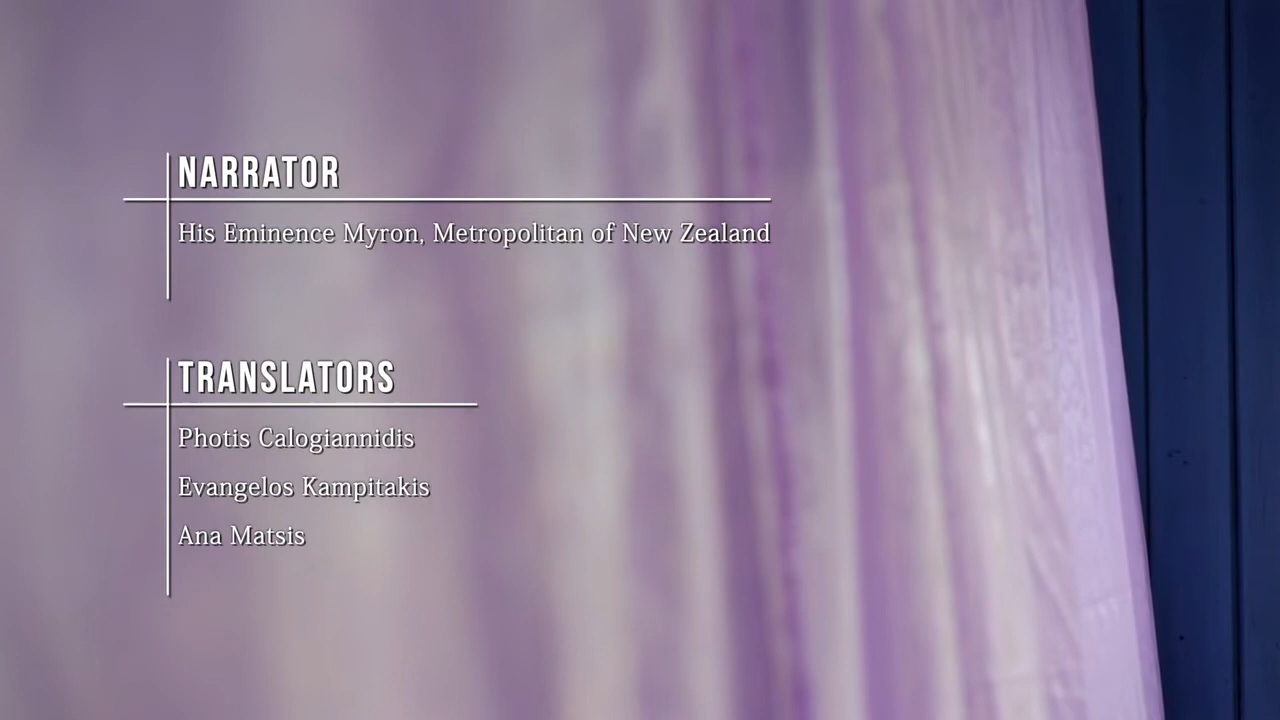 NARRATOR
His Eminence Myron, Metropolitan of New Zealand
TRANSLATORS
Photis Calogiannidis
Evangelos Kampitakis
Ana Matsis